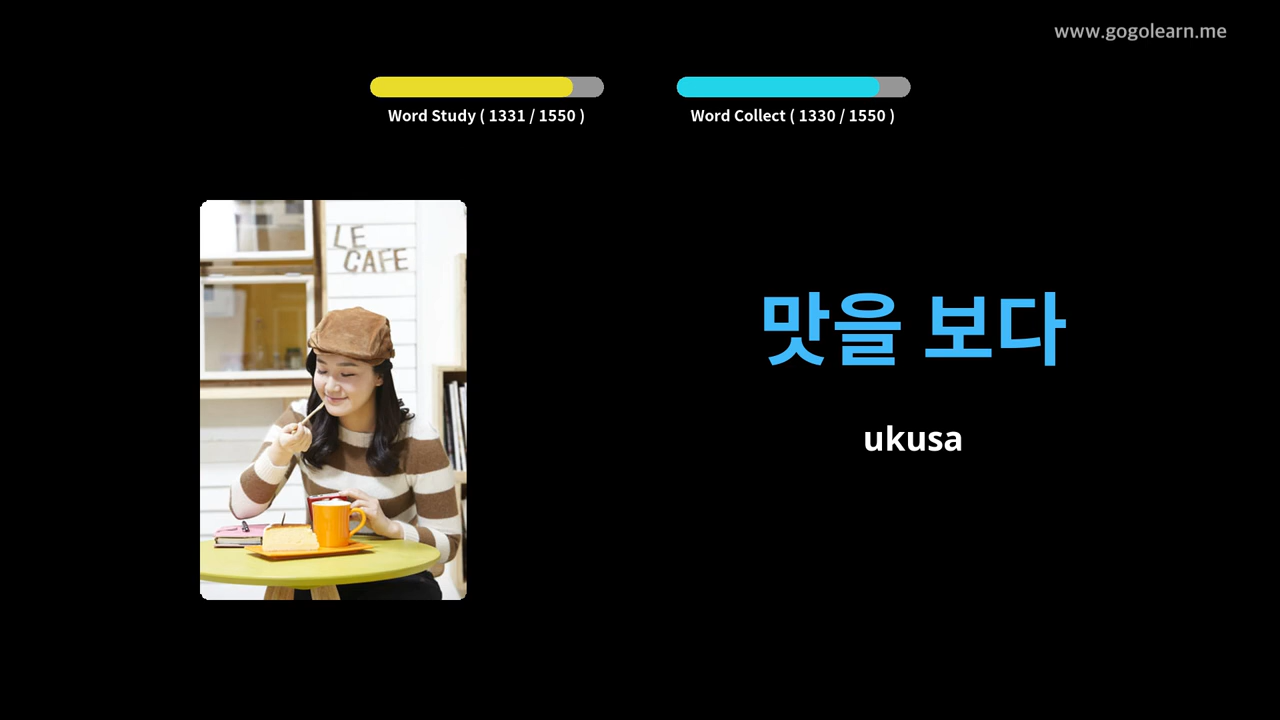 www.gogolearn.me
Word Study ( 1331 / 1550 )
Word Collect ( 1330 / 1550 )
LE
CAFE
맛을 보다
ukusa